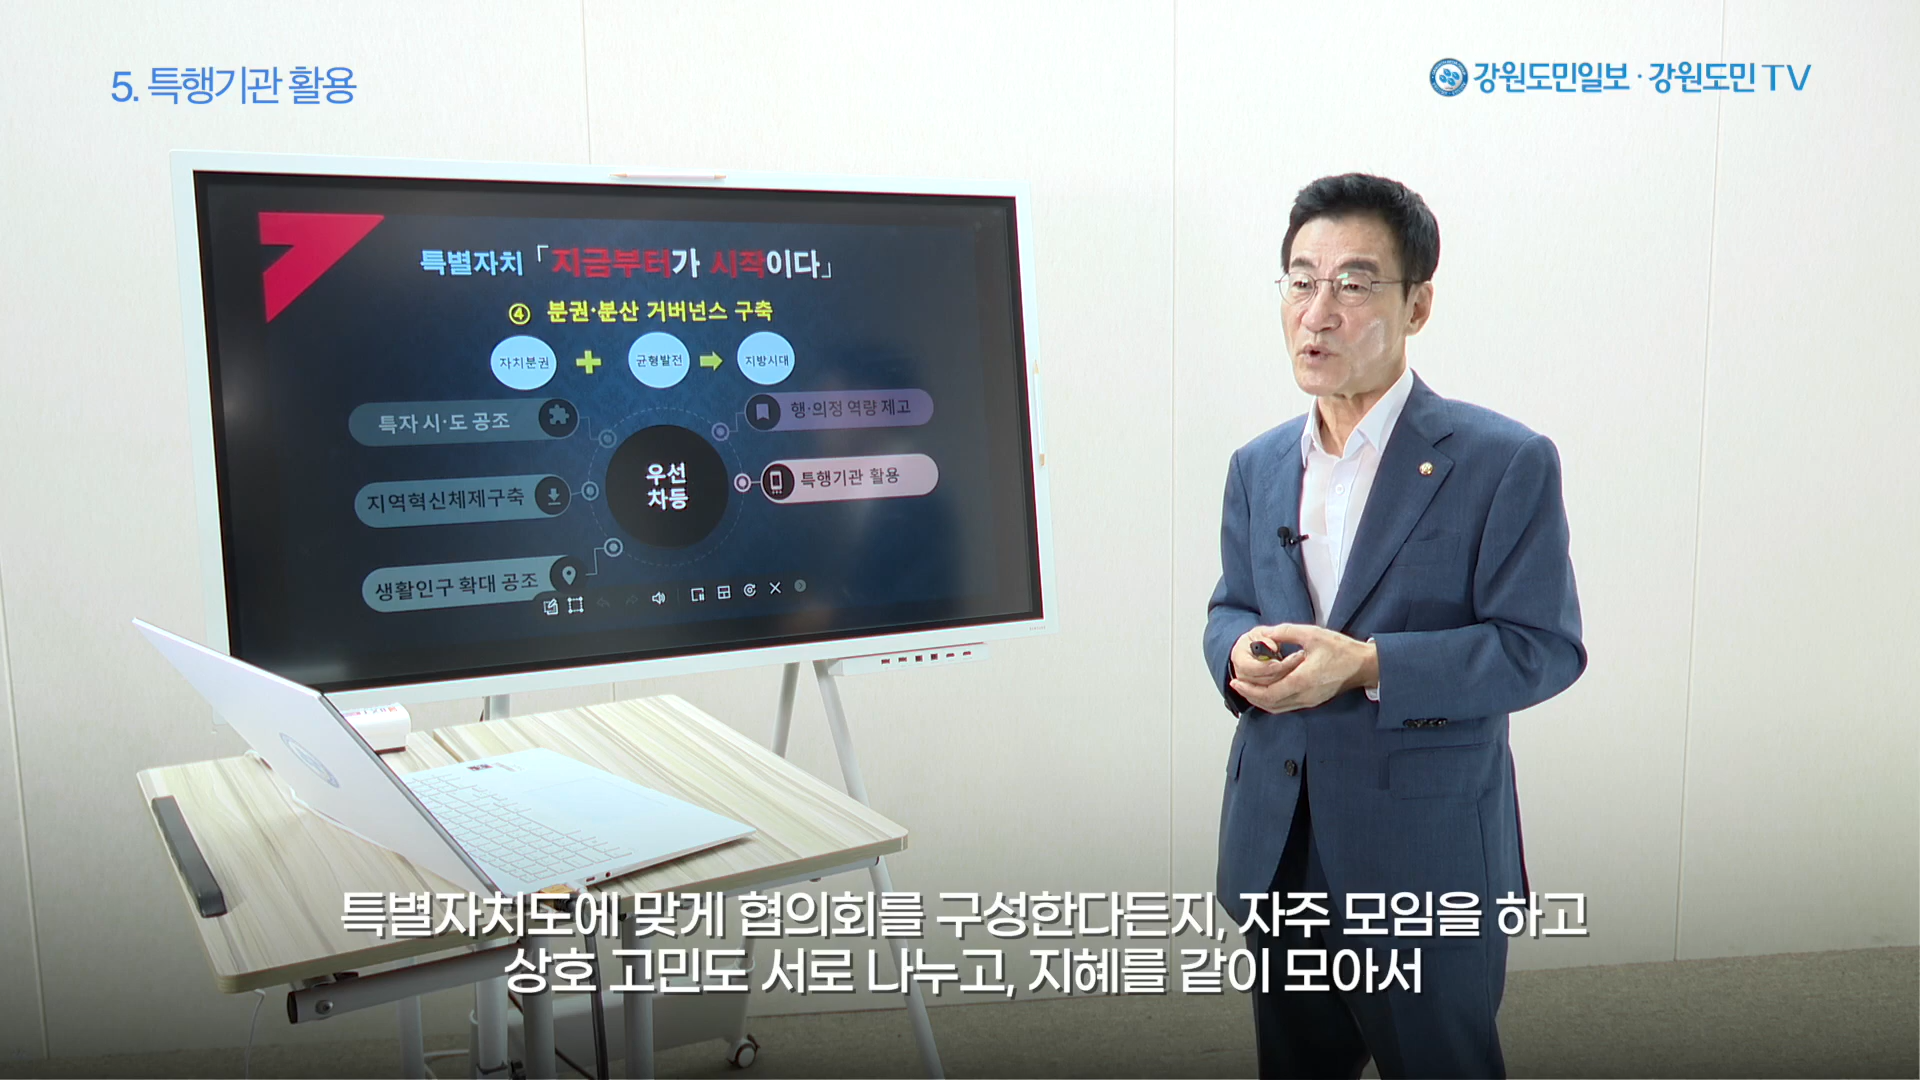 5. 특행기관 활용
강원도민일보 · 강원도민TV
특별자치 「지금부터가 시작이다」
④ 분권·분산 거버넌스 구축
자치분권
균형발전
지방시대
특자 시·도 공조
행·의정 역량 제고
지역혁신체제구축
우선
차등
특행기관 활용
생활인구 확대 공조
특별자치도에 맞게 협의회를 구성한다든지, 자주 모임을 하고
상호 고민도 서로 나누고, 지혜를 같이 모아서